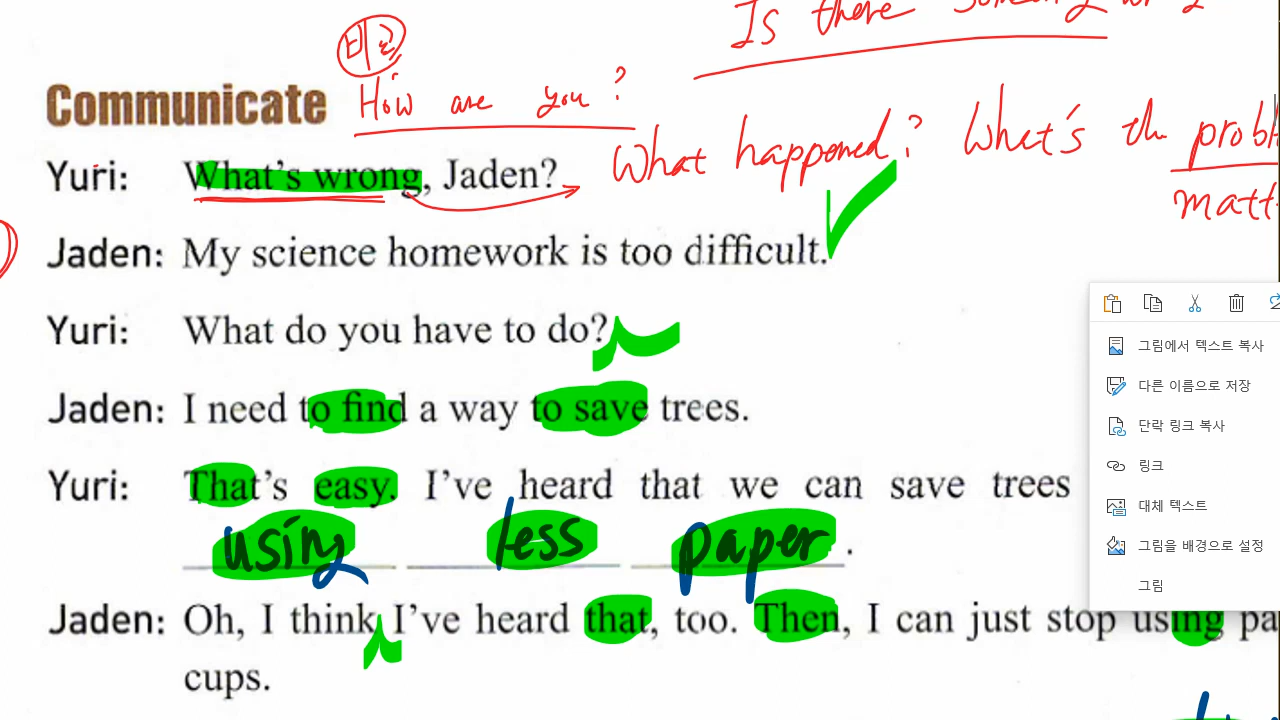 Is there
비교
Communicate How are you?
What happened? What's the
Yuri: What's wrong, Jaden?
Jaden: My science homework is too difficult.
Yuri: What do you have to do?
Jaden: I need to find a way to save trees.
Yuri: That's easy. I've heard that we can save trees
using less paper.
Jaden: Oh, I think I've heard that, too. Then, I can just stop using pa
cups.
그림에서 텍스트 복사
다른 이름으로 저장
단락 링크 복사
링크
대체 텍스트
그림을 배경으로 설정
그림